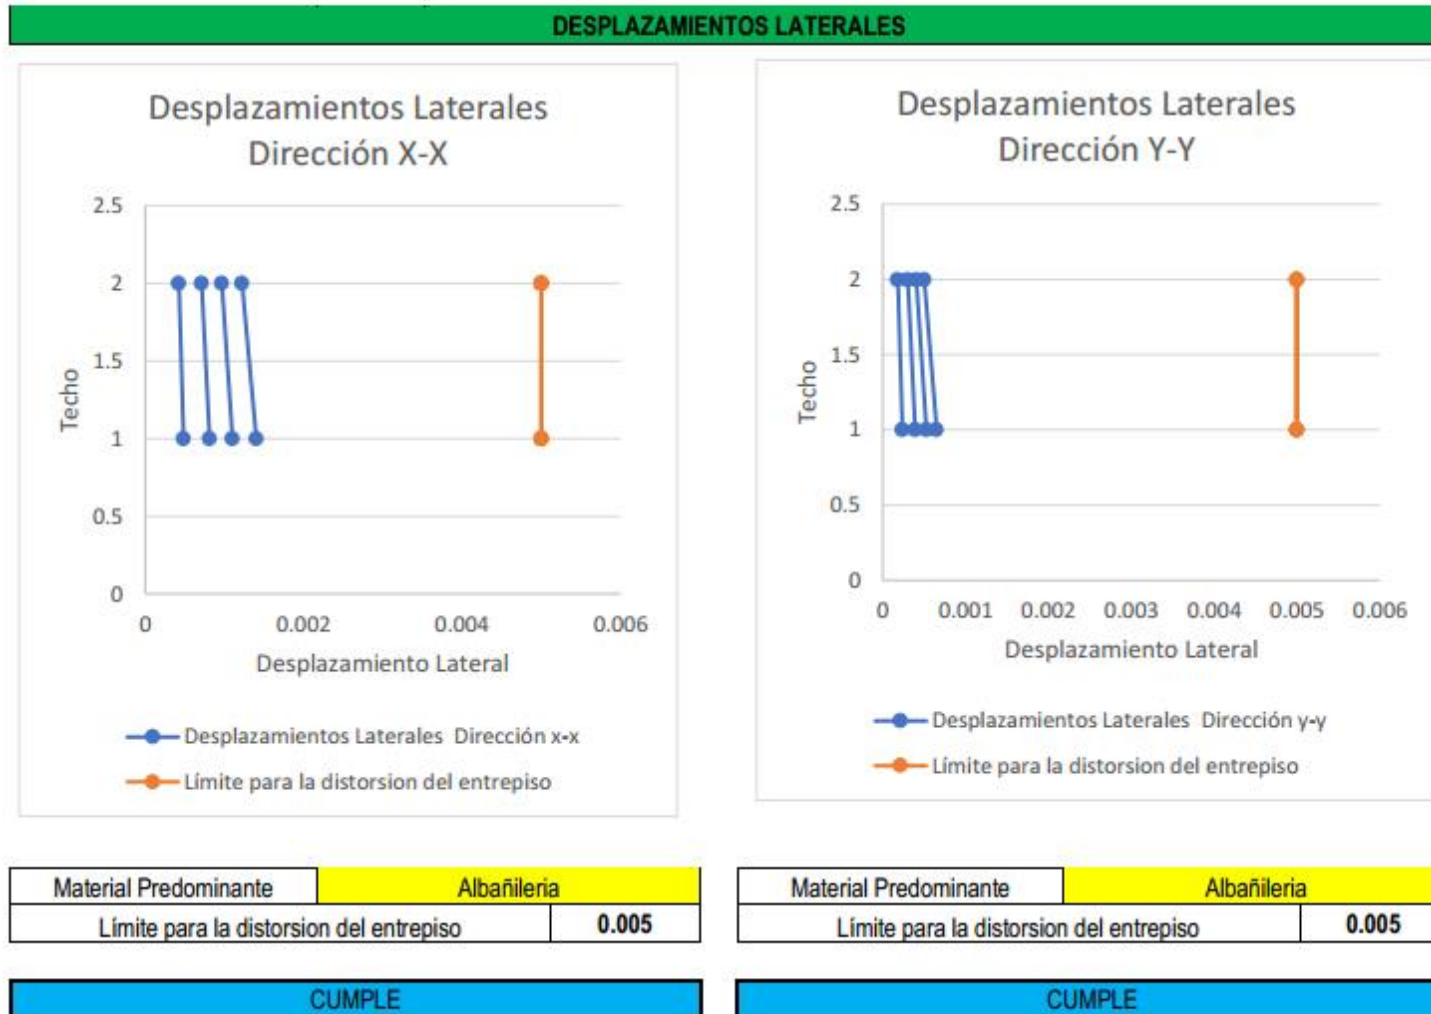 DESPLAZAMIENTOS LATERALES
Desplazamientos Laterales
Dirección X-X
2.5
2
1.5
1
0.5
0
Techo
0
0.002
0.004
0.006
Desplazamiento Lateral
Desplazamientos Laterales Dirección x-x
Límite para la distorsion del entrepiso
Desplazamientos Laterales
Dirección Y-Y
2.5
2
1.5
1
0.5
0
Techo
0
0.001
0.002
0.003
0.004
0.005
0.006
Desplazamiento Lateral
Desplazamientos Laterales Dirección y-y
Límite para la distorsion del entrepiso
Material Predominante Albañileria
Límite para la distorsion del entrepiso 0.005
CUMPLE
Material Predominante Albañileria
Límite para la distorsion del entrepiso 0.005
CUMPLE